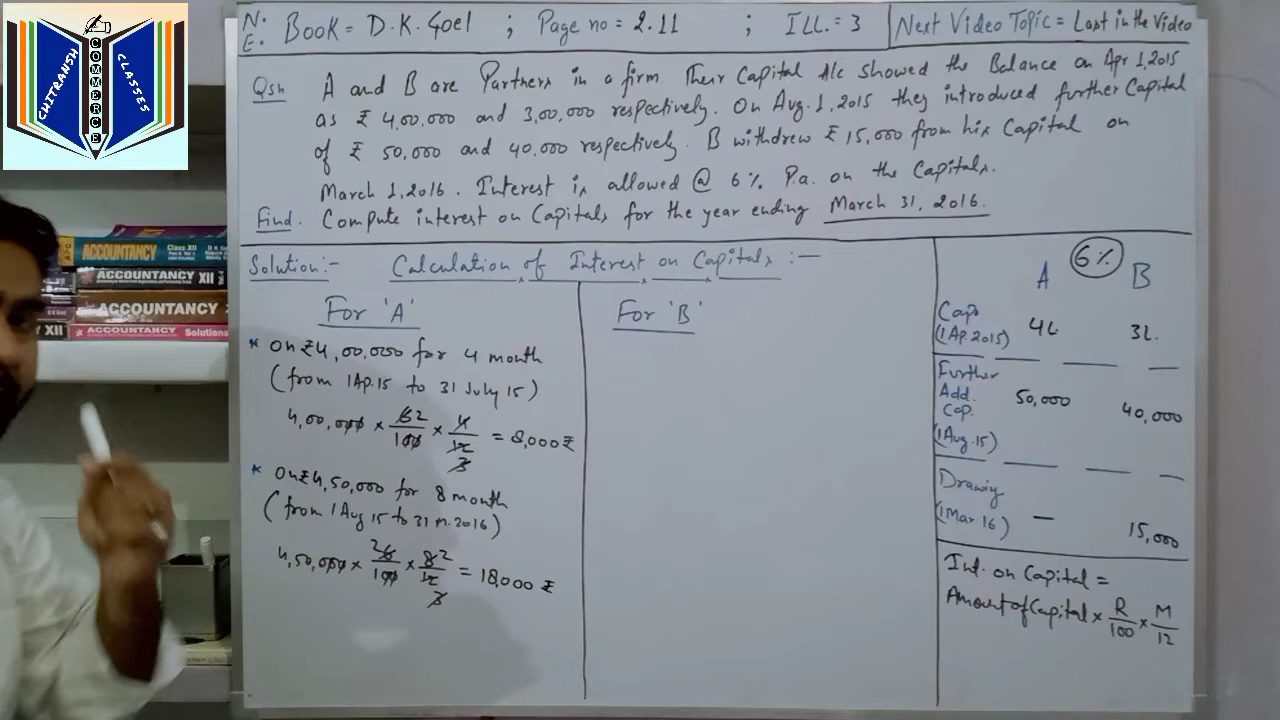 CHITRANSH COMMERCE CLASSES
N.E. Book = D.K. Goel ; Page no = 2.11 ; ILL. = 3
Next Video Topic = Last in the Video
Qsn A and B are Partners in a firm Their Capital A/c showed the Balance on Apr 1, 2015
as ₹ 4,00,000 and 3,00,000 respectively. On Aug. 1, 2015 they introduced further Capital
of ₹ 50,000 and 40,000 respectively. B withdrew ₹ 15,000 from his Capital on
March 1, 2016. Interest is allowed @ 6% P.a. on the Capitals.
Find. Compute interest on Capitals for the year ending March 31, 2016.
Solution:- Calculation of Interest on Capitals :-
For 'A'
* On ₹4,00,000 for 4 month
(from 1 Ap. 15 to 31 July 15)
4,00,000 × 62/100 × 4/12 = 8,000 ₹
3
* On ₹4,50,000 for 8 month
(from 1 Aug 15 to 31 M. 2016)
4,50,000 × 26/100 × 82/12 = 18,000 ₹
3
For 'B'
6%
A B
Cap.
(1 Ap. 2015) 4L 3L.
Further
Add. 50,000 40,000
Cap.
(1 Aug. 15)
Drawing
(1 Mar 16) — 15,000
Int. on Capital =
Amount of Capital × R/100 × M/12
ACCOUNTANCY Class XII
ACCOUNTANCY XII
ACCOUNTANCY
XII ACCOUNTANCY Solutions